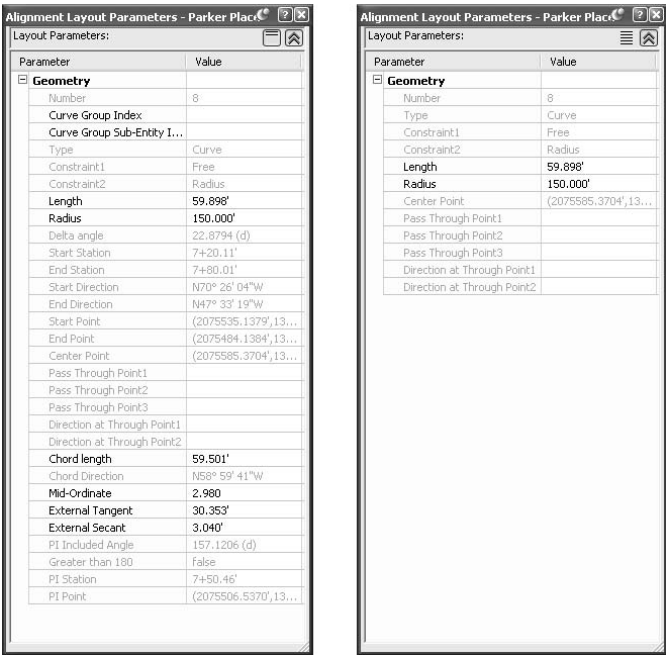 Alignment Layout Parameters - Parker Place
Layout Parameters:
Parameter Value
Geometry
Number 8
Curve Group Index
Curve Group Sub-Entity I...
Type Curve
Constraint1 Free
Constraint2 Radius
Length 59.898'
Radius 150.000'
Delta angle 22.8794 (d)
Start Station 7+20.11'
End Station 7+80.01'
Start Direction N70° 26' 04"W
End Direction N47° 33' 19"W
Start Point (2075535.1379',13...
End Point (2075484.1384',13...
Center Point (2075585.3704',13...
Pass Through Point1
Pass Through Point2
Pass Through Point3
Direction at Through Point1
Direction at Through Point2
Chord length 59.501'
Chord Direction N58° 59' 41"W
Mid-Ordinate 2.980
External Tangent 30.353'
External Secant 3.040'
PI Included Angle 157.1206 (d)
Greater than 180 False
PI Station 7+50.46'
PI Point (2075506.5370',13...
Alignment Layout Parameters - Parker Place
Layout Parameters:
Parameter Value
Geometry
Number 8
Type Curve
Constraint1 Free
Constraint2 Radius
Length 59.898'
Radius 150.000'
Center Point (2075585.3704',13...
Pass Through Point1
Pass Through Point2
Pass Through Point3
Direction at Through Point1
Direction at Through Point2